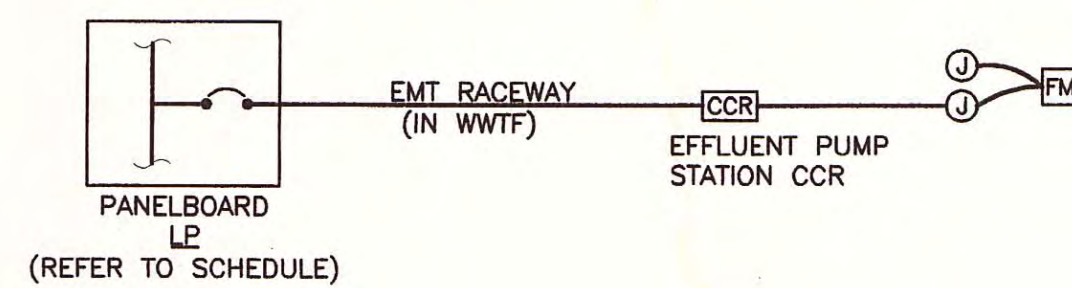 EMT RACEWAY
(IN WWTF)
CCR
J
J
FM
EFFLUENT PUMP
STATION CCR
PANELBOARD
LP
(REFER TO SCHEDULE)